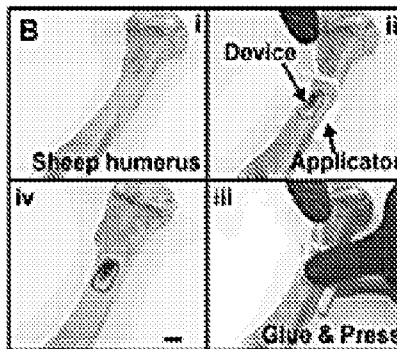 B
i
Sheep humerus
ii
Device
Applicator
iv
iii
Glue & Press